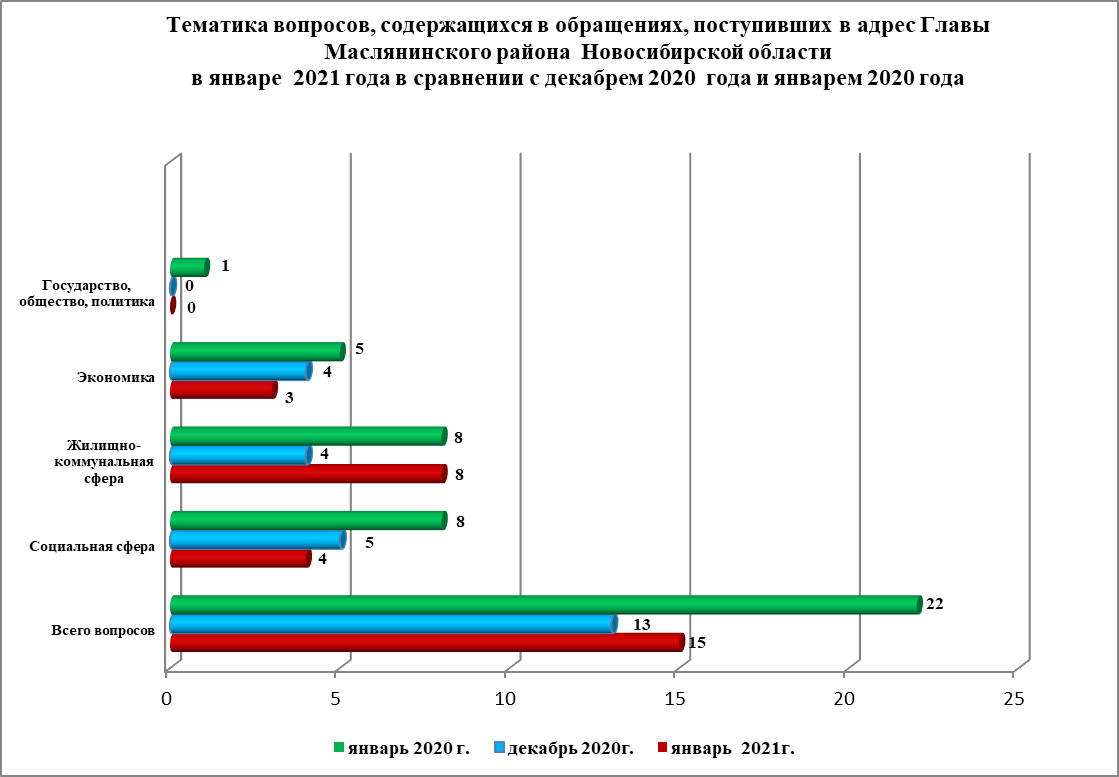 Тематика вопросов, содержащихся в обращениях, поступивших в адрес Главы
Маслянинского района Новосибирской области
в январе 2021 года в сравнении с декабрем 2020 года и январем 2020 года
Государство,
общество, политика
1
0
0
Экономика
5
4
3
Жилищно-
коммунальная
сфера
8
4
8
Социальная сфера
8
5
4
Всего вопросов
22
13
15
0 5 10 15 20 25
январь 2020 г. декабрь 2020г. январь 2021г.